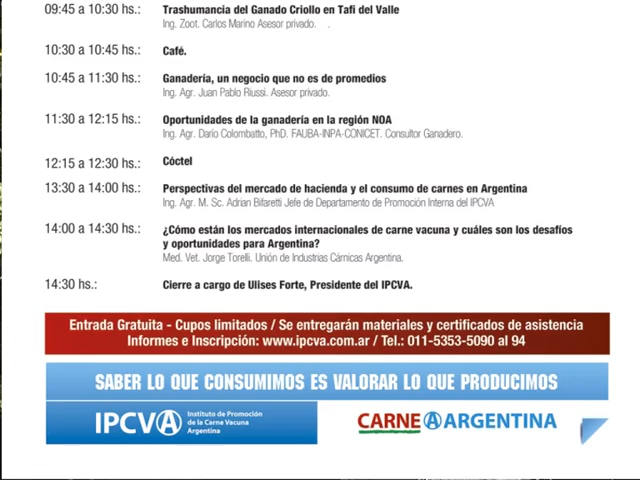 09:45 a 10:30 hs.: Trashumancia del Ganado Criollo en Tafi del Valle
Ing. Zoot. Carlos Marino Asesor privado. .
10:30 a 10:45 hs.: Café.
10:45 a 11:30 hs.: Ganadería, un negocio que no es de promedios
Ing. Agr. Juan Pablo Riussi. Asesor privado.
11:30 a 12:15 hs.: Oportunidades de la ganadería en la región NOA
Ing. Agr. Darío Colombatto, PhD. FAUBA-INPA-CONICET. Consultor Ganadero.
12:15 a 12:30 hs.: Cóctel
13:30 a 14:00 hs.: Perspectivas del mercado de hacienda y el consumo de carnes en Argentina
Ing. Agr. M. Sc. Adrian Bifaretti Jefe de Departamento de Promoción Interna del IPCVA
14:00 a 14:30 hs.: ¿Cómo están los mercados internacionales de carne vacuna y cuáles son los desafíos
y oportunidades para Argentina?
Med. Vet. Jorge Torelli. Unión de Industrias Cárnicas Argentina.
14:30 hs.: Cierre a cargo de Ulises Forte, Presidente del IPCVA.
Entrada Gratuita - Cupos limitados / Se entregarán materiales y certificados de asistencia
Informes e Inscripción: www.ipcva.com.ar / Tel.: 011-5353-5090 al 94
SABER LO QUE CONSUMIMOS ES VALORAR LO QUE PRODUCIMOS
IPCVA Instituto de Promoción
de la Carne Vacuna
Argentina
CARNE A ARGENTINA